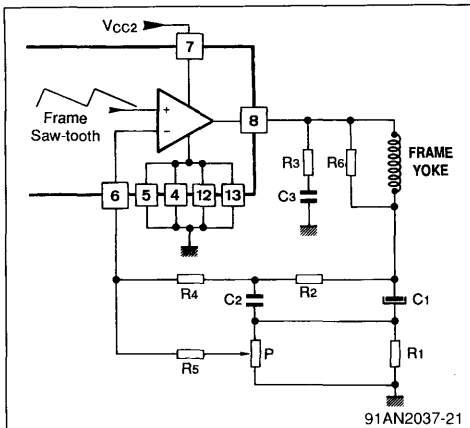 VCC2
7
Frame
Saw-tooth
+
−
8
6
5
4
12
13
R3
C3
R6
FRAME
YOKE
R4
C2
R2
C1
R5
P
R1
91AN2037-21